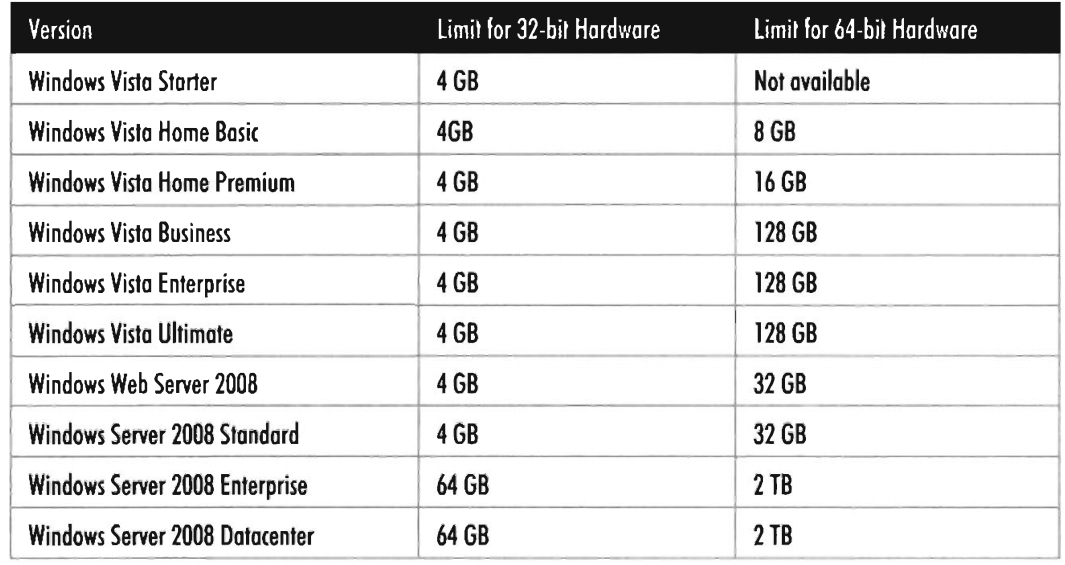 Version Limit for 32-bit Hardware Limit for 64-bit Hardware
Windows Vista Starter 4 GB Not available
Windows Vista Home Basic 4GB 8 GB
Windows Vista Home Premium 4 GB 16 GB
Windows Vista Business 4 GB 128 GB
Windows Vista Enterprise 4 GB 128 GB
Windows Vista Ultimate 4 GB 128 GB
Windows Web Server 2008 4 GB 32 GB
Windows Server 2008 Standard 4 GB 32 GB
Windows Server 2008 Enterprise 64 GB 2 TB
Windows Server 2008 Datacenter 64 GB 2 TB